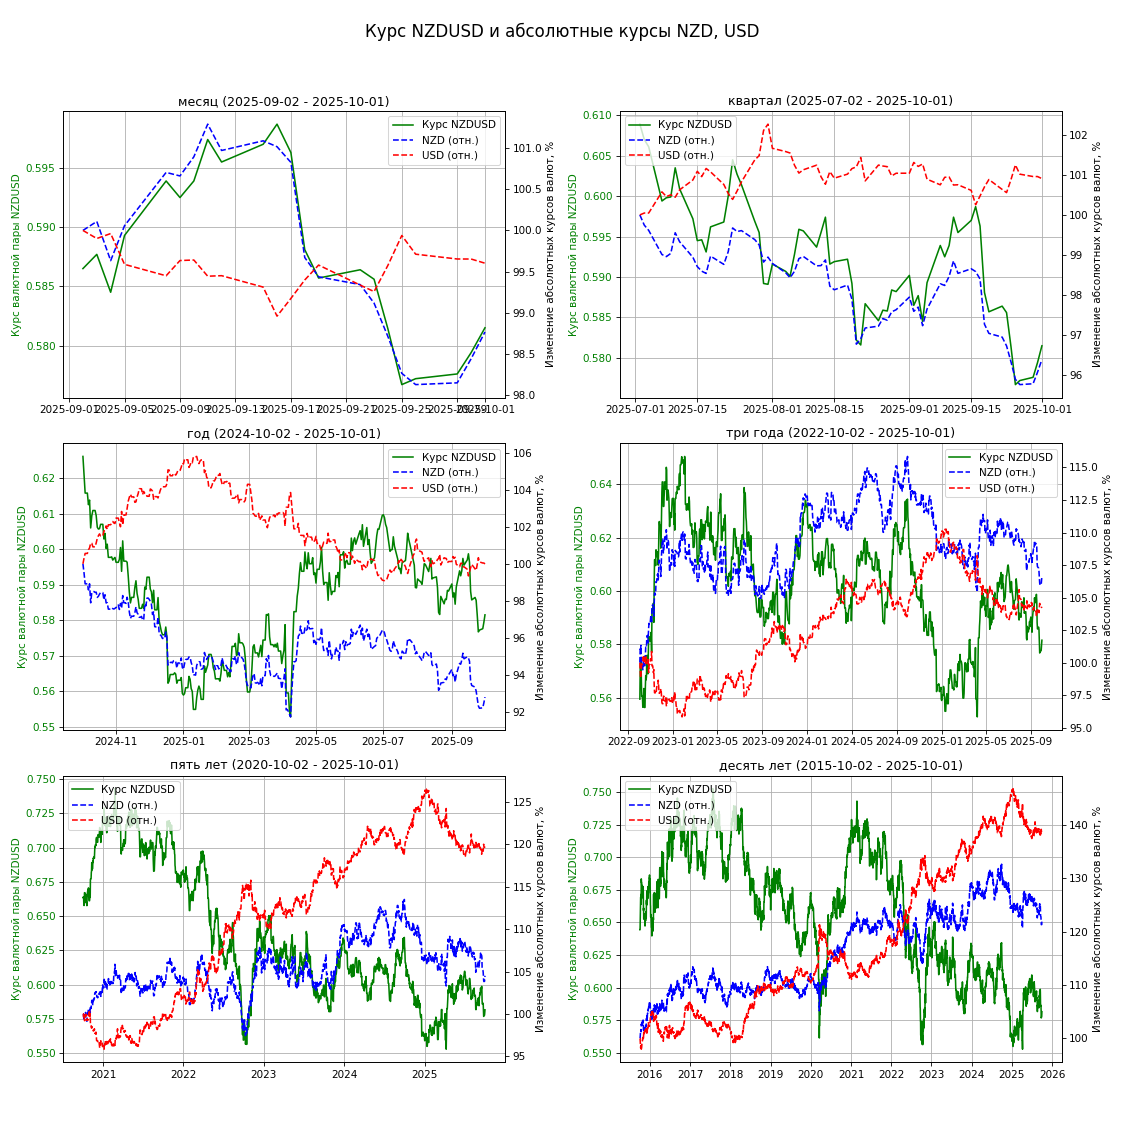 Курс NZDUSD и абсолютные курсы NZD, USD
месяц (2025-09-02 - 2025-10-01)
Курс NZDUSD
NZD (отн.)
USD (отн.)
Курс валютной пары NZDUSD
0.595
0.590
0.585
0.580
101.0
100.5
100.0
99.5
99.0
98.5
98.0
Изменение абсолютных курсов валют, %
2025-09-01 2025-09-05 2025-09-09 2025-09-13 2025-09-17 2025-09-21 2025-09-25 2025-09-29 2025-10-01
квартал (2025-07-02 - 2025-10-01)
Курс NZDUSD
NZD (отн.)
USD (отн.)
Курс валютной пары NZDUSD
0.610
0.605
0.600
0.595
0.590
0.585
0.580
102
101
100
99
98
97
96
Изменение абсолютных курсов валют, %
2025-07-01 2025-07-15 2025-08-01 2025-08-15 2025-09-01 2025-09-15 2025-10-01
год (2024-10-02 - 2025-10-01)
Курс NZDUSD
NZD (отн.)
USD (отн.)
Курс валютной пары NZDUSD
0.62
0.61
0.60
0.59
0.58
0.57
0.56
0.55
106
104
102
100
98
96
94
92
Изменение абсолютных курсов валют, %
2024-11 2025-01 2025-03 2025-05 2025-07 2025-09
три года (2022-10-02 - 2025-10-01)
Курс NZDUSD
NZD (отн.)
USD (отн.)
Курс валютной пары NZDUSD
0.64
0.62
0.60
0.58
0.56
115.0
112.5
110.0
107.5
105.0
102.5
100.0
97.5
95.0
Изменение абсолютных курсов валют, %
2022-09 2023-01 2023-05 2023-09 2024-01 2024-05 2024-09 2025-01 2025-05 2025-09
пять лет (2020-10-02 - 2025-10-01)
Курс NZDUSD
NZD (отн.)
USD (отн.)
Курс валютной пары NZDUSD
0.750
0.725
0.700
0.675
0.650
0.625
0.600
0.575
0.550
125
120
115
110
105
100
95
Изменение абсолютных курсов валют, %
2021 2022 2023 2024 2025
десять лет (2015-10-02 - 2025-10-01)
Курс NZDUSD
NZD (отн.)
USD (отн.)
Курс валютной пары NZDUSD
0.750
0.725
0.700
0.675
0.650
0.625
0.600
0.575
0.550
140
130
120
110
100
Изменение абсолютных курсов валют, %
2016 2017 2018 2019 2020 2021 2022 2023 2024 2025 2026